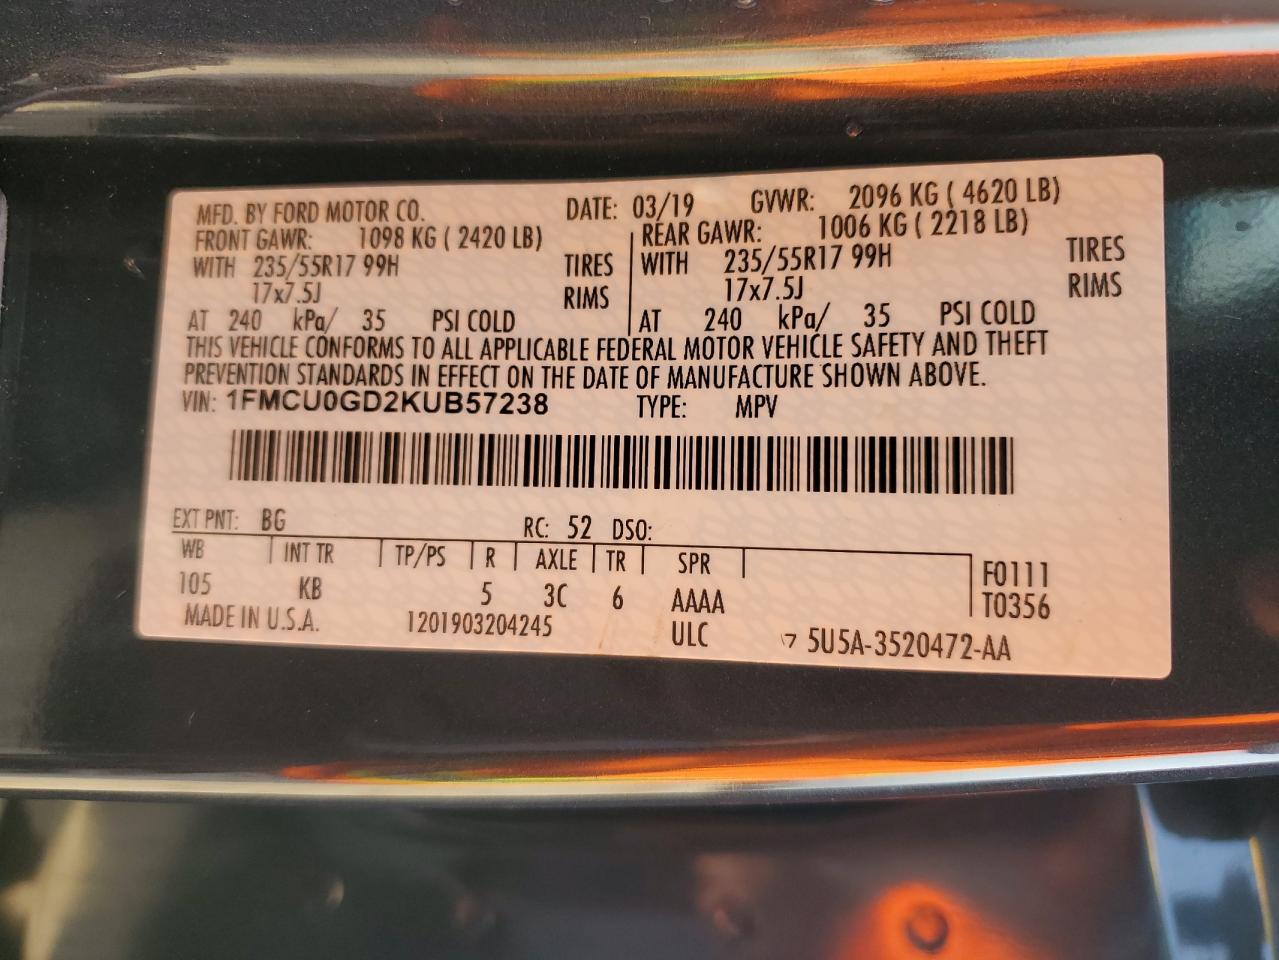 MFD. BY FORD MOTOR CO. DATE: 03/19 GVWR: 2096 KG ( 4620 LB)
FRONT GAWR: 1098 KG ( 2420 LB) REAR GAWR: 1006 KG ( 2218 LB)
WITH 235/55R17 99H TIRES WITH 235/55R17 99H TIRES
17x7.5J RIMS 17x7.5J RIMS
AT 240 kPa/ 35 PSI COLD AT 240 kPa/ 35 PSI COLD
THIS VEHICLE CONFORMS TO ALL APPLICABLE FEDERAL MOTOR VEHICLE SAFETY AND THEFT
PREVENTION STANDARDS IN EFFECT ON THE DATE OF MANUFACTURE SHOWN ABOVE.
VIN: 1FMCU0GD2KUB57238 TYPE: MPV
EXT PNT: BG RC: 52 DSO:
WB INT TR TP/PS R AXLE TR SPR F0111
105 KB 5 3C 6 AAAA T0356
MADE IN U.S.A. 1201903204245 ULC 5U5A-3520472-AA